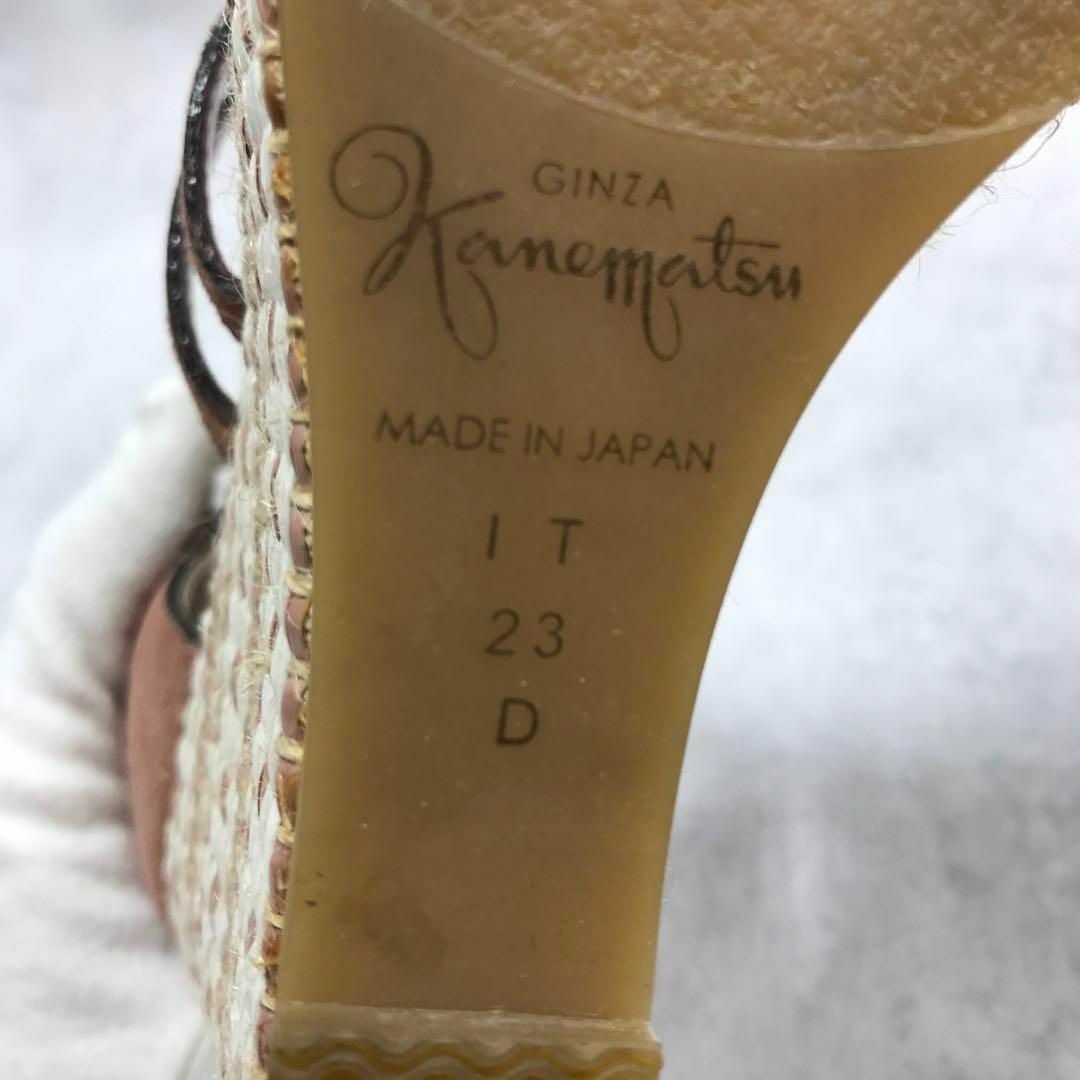 GINZA
Kanematsu
MADE IN JAPAN
I T
23
D